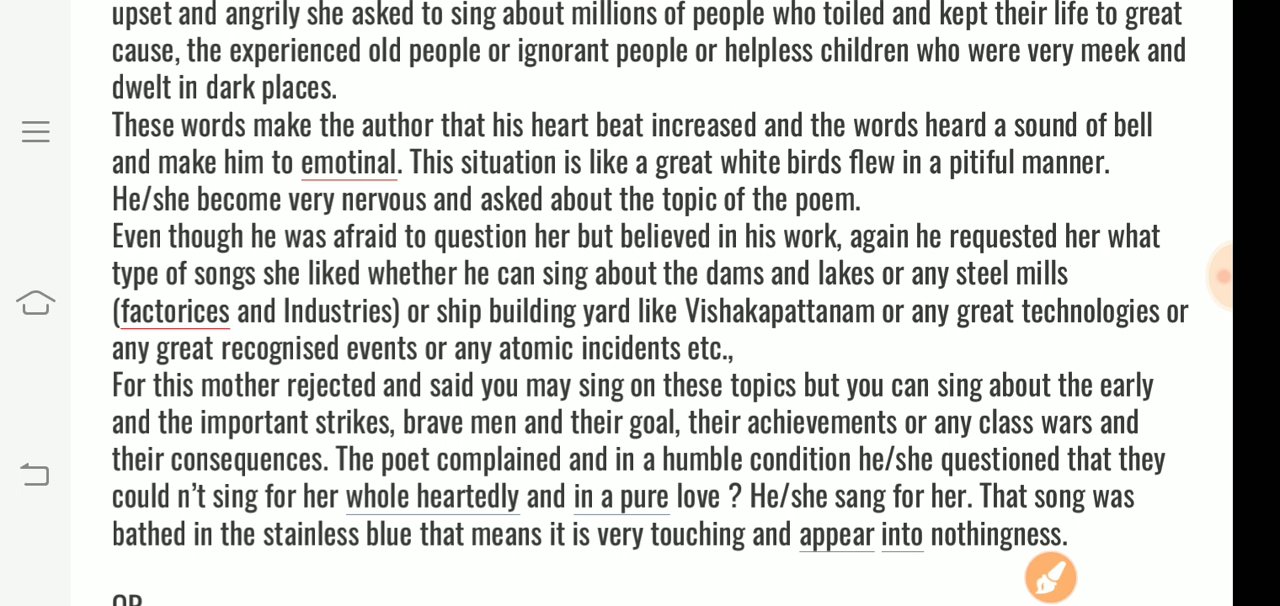 upset and angrily she asked to sing about millions of people who toiled and kept their life to great
cause, the experienced old people or ignorant people or helpless children who were very meek and
dwelt in dark places.
These words make the author that his heart beat increased and the words heard a sound of bell
and make him to emotinal. This situation is like a great white birds flew in a pitiful manner.
He/she become very nervous and asked about the topic of the poem.
Even though he was afraid to question her but believed in his work, again he requested her what
type of songs she liked whether he can sing about the dams and lakes or any steel mills
(factorices and Industries) or ship building yard like Vishakapattanam or any great technologies or
any great recognised events or any atomic incidents etc.,
For this mother rejected and said you may sing on these topics but you can sing about the early
and the important strikes, brave men and their goal, their achievements or any class wars and
their consequences. The poet complained and in a humble condition he/she questioned that they
could n't sing for her whole heartedly and in a pure love ? He/she sang for her. That song was
bathed in the stainless blue that means it is very touching and appear into nothingness.
OR